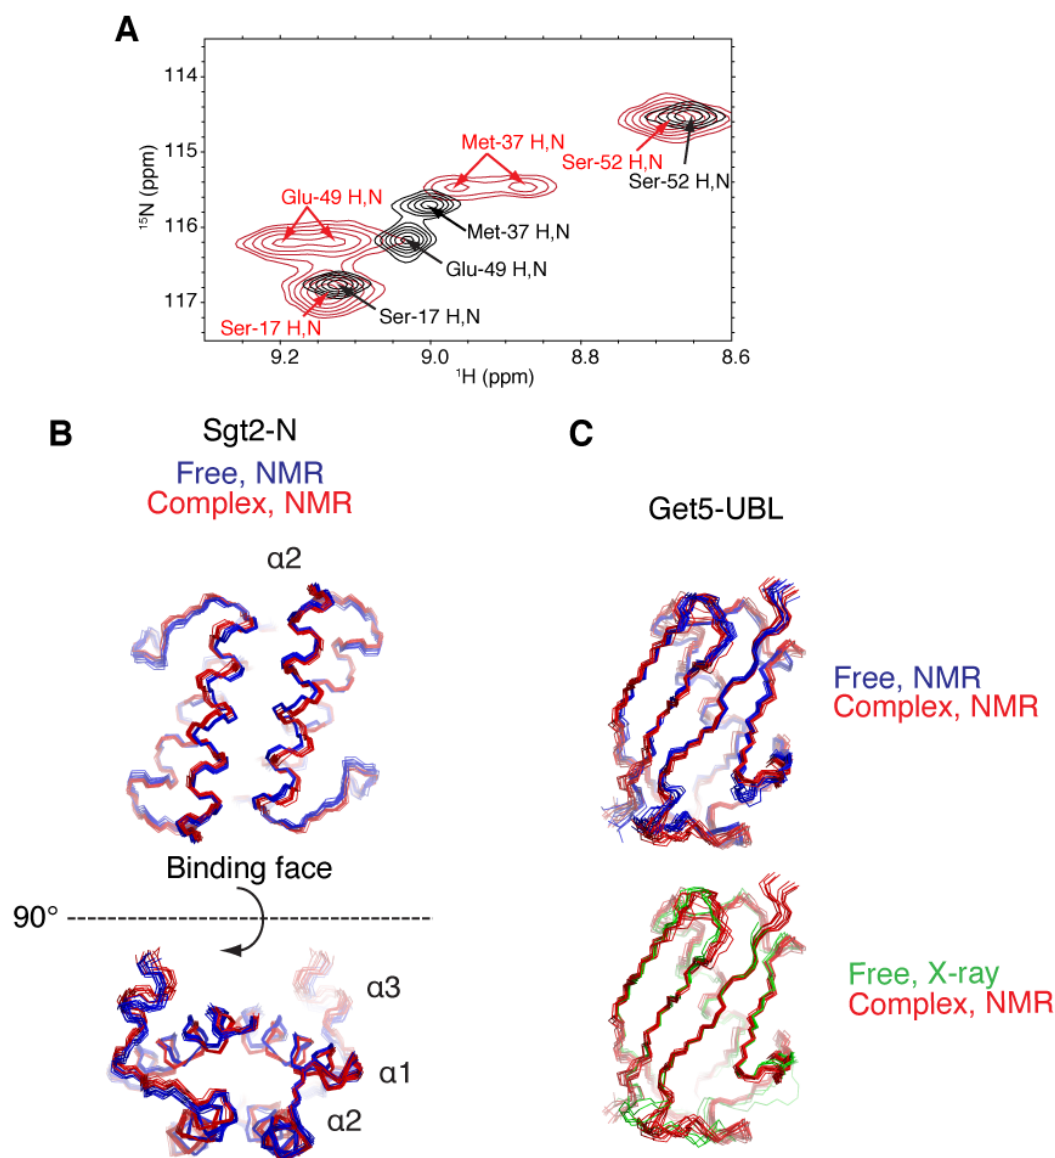 A
114
115
116
117
¹⁵N (ppm)
Met-37 H,N
Ser-52 H,N
Ser-52 H,N
Glu-49 H,N
Met-37 H,N
Glu-49 H,N
Ser-17 H,N
Ser-17 H,N
9.2
9.0
8.8
8.6
¹H (ppm)
B
Sgt2-N
Free, NMR
Complex, NMR
α2
Binding face
90°
α3
α1
α2
C
Get5-UBL
Free, NMR
Complex, NMR
Free, X-ray
Complex, NMR